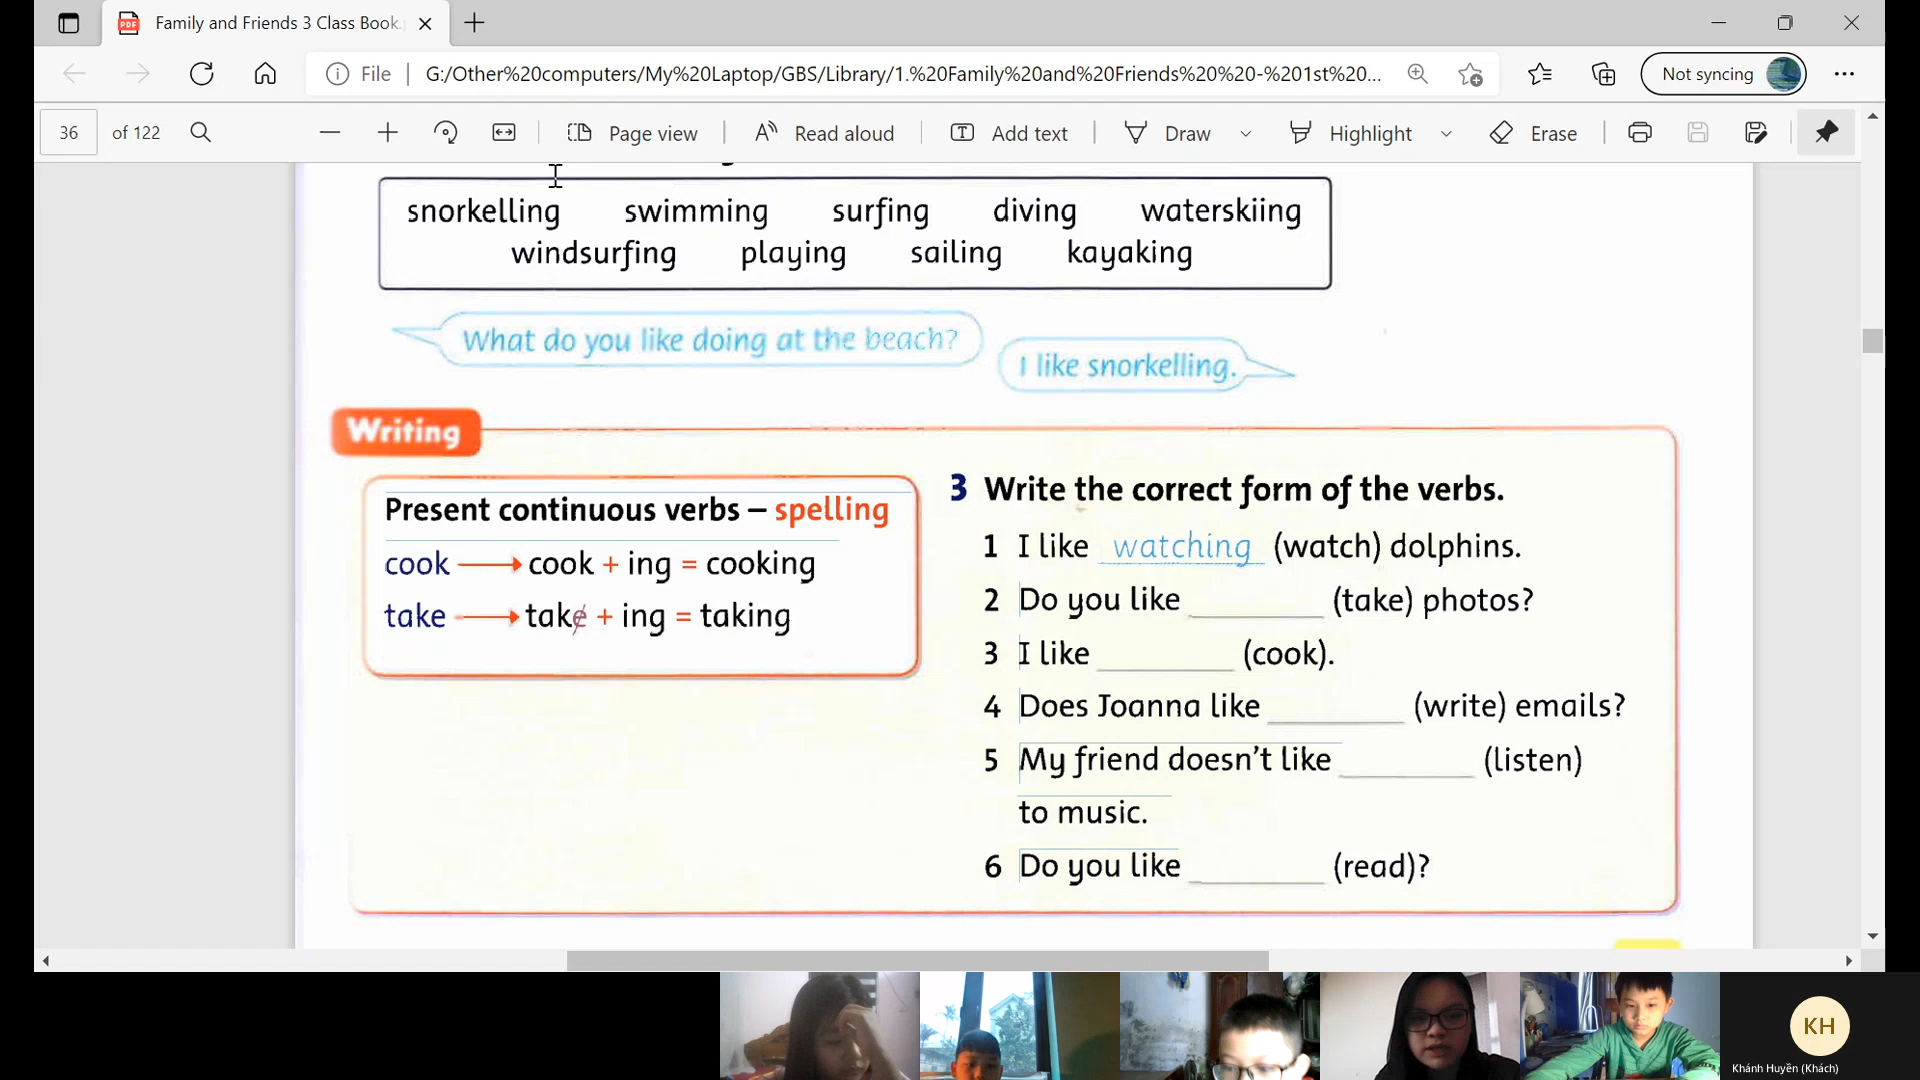 Family and Friends 3 Class Book.
File
G:/Other%20computers/My%20Laptop/GBS/Library/1.%20Family%20and%20Friends%20%20-%201st%20...
Not syncing
36 of 122
Page view
Read aloud
Add text
Draw
Highlight
Erase
snorkelling swimming surfing diving waterskiing
windsurfing playing sailing kayaking
What do you like doing at the beach?
I like snorkelling.
Writing
Present continuous verbs – spelling
cook → cook + ing = cooking
take → take + ing = taking
3 Write the correct form of the verbs.
1 I like watching (watch) dolphins.
2 Do you like ________ (take) photos?
3 I like ________ (cook).
4 Does Joanna like ________ (write) emails?
5 My friend doesn't like ________ (listen)
to music.
6 Do you like ________ (read)?
KH
Khánh Huyền (Khách)